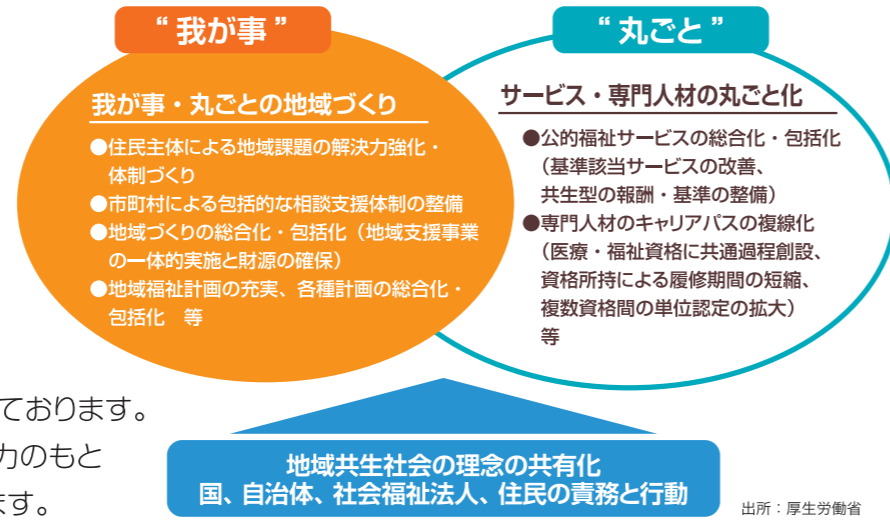 “我が事”
我が事・丸ごとの地域づくり
●住民主体による地域課題の解決力強化・
体制づくり
●市町村による包括的な相談支援体制の整備
●地域づくりの総合化・包括化（地域支援事業
の一体的実施と財源の確保）
●地域福祉計画の充実、各種計画の総合化・
包括化　等
“丸ごと”
サービス・専門人材の丸ごと化
●公的福祉サービスの総合化・包括化
（基準該当サービスの改善、
共生型の報酬・基準の整備）
●専門人材のキャリアパスの複線化
（医療・福祉資格に共通過程創設、
資格所持による履修期間の短縮、
複数資格間の単位認定の拡大）
等
ております。
力のもと
ます。
地域共生社会の理念の共有化
国、自治体、社会福祉法人、住民の責務と行動
出所：厚生労働省